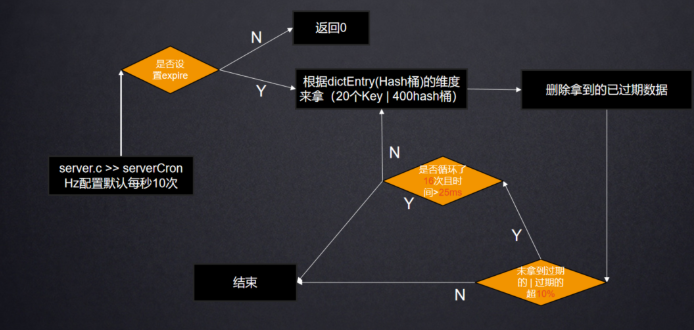 返回0
N
是否设
置expire
Y
根据dictEntry(Hash桶)的维度
来拿（20个Key | 400hash桶）
删除拿到的已过期数据
server.c >> serverCron
Hz配置默认每秒10次
N
是否循环了
16次且时
间>25ms
Y
Y
未拿到过期
的 | 过期的
超10%
N
结束